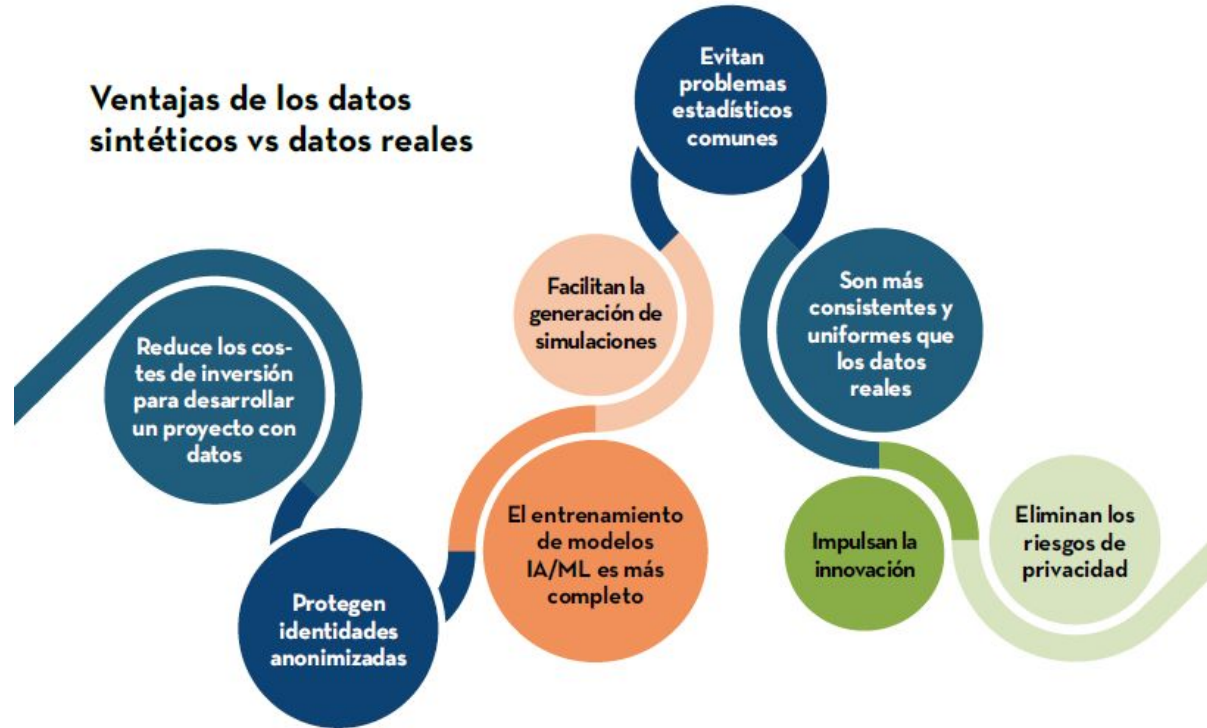 Ventajas de los datos
sintéticos vs datos reales
Reduce los cos-
tes de inversión
para desarrollar
un proyecto con
datos
Protegen
identidades
anonimizadas
El entrenamiento
de modelos
IA/ML es más
completo
Facilitan la
generación de
simulaciones
Evitan
problemas
estadísticos
comunes
Son más
consistentes y
uniformes que
los datos
reales
Impulsan la
innovación
Eliminan los
riesgos de
privacidad